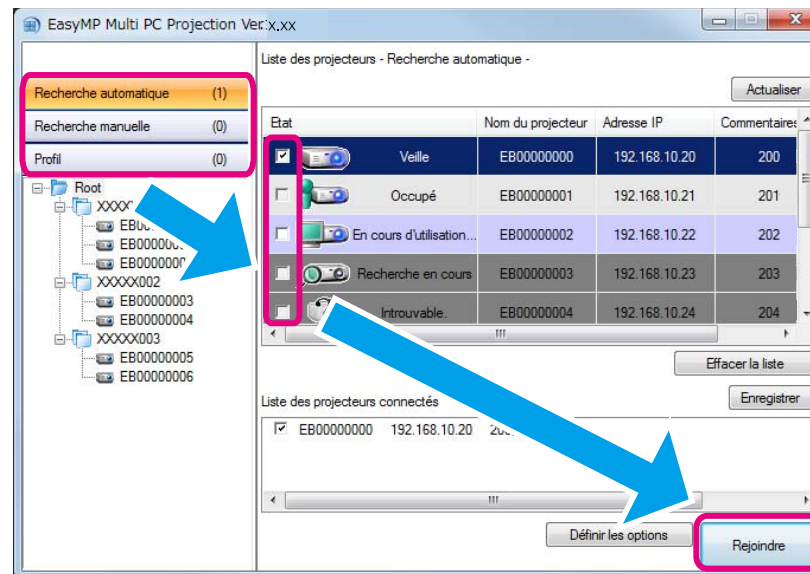 EasyMP Multi PC Projection Ver.x.xx
Liste des projecteurs - Recherche automatique -
Actualiser
Recherche automatique (1)
Recherche manuelle (0)
Profil (0)
Root
XXXXX002
EB00000003
EB00000004
XXXXX003
EB00000005
EB00000006
Etat Nom du projecteur Adresse IP Commentaires
Veille EB00000000 192.168.10.20 200
Occupé EB00000001 192.168.10.21 201
En cours d'utilisation... EB00000002 192.168.10.22 202
Recherche en cours EB00000003 192.168.10.23 203
Introuvable. EB00000004 192.168.10.24 204
Effacer la liste
Liste des projecteurs connectés
Enregistrer
EB00000000 192.168.10.20
Définir les options
Rejoindre